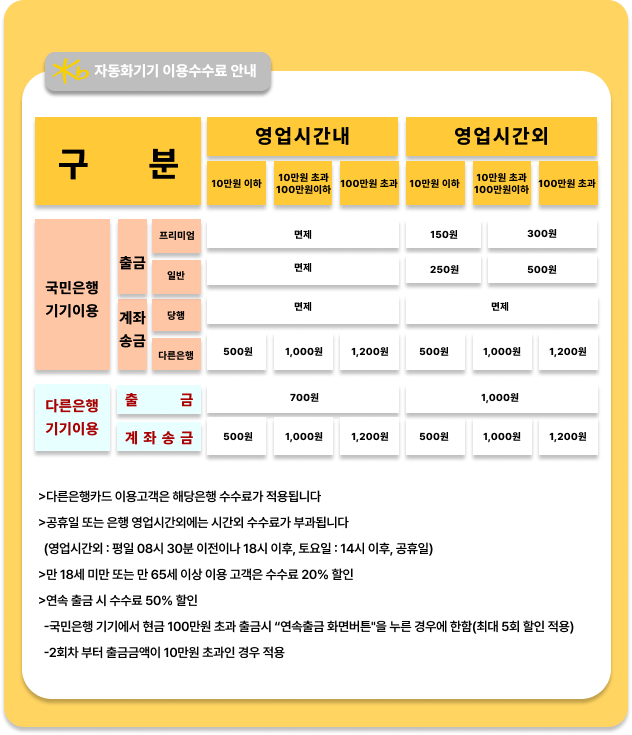 KB 자동화기기 이용수수료 안내
구 분
영업시간내
영업시간외
10만원 이하
10만원 초과
100만원이하
100만원 초과
10만원 이하
10만원 초과
100만원이하
100만원 초과
국민은행
기기이용
출금
프리미엄
면제
150원
300원
일반
면제
250원
500원
계좌
송금
당행
면제
면제
다른은행
500원
1,000원
1,200원
500원
1,000원
1,200원
다른은행
기기이용
출 금
700원
1,000원
계 좌 송 금
500원
1,000원
1,200원
500원
1,000원
1,200원
>다른은행카드 이용고객은 해당은행 수수료가 적용됩니다
>공휴일 또는 은행 영업시간외에는 시간외 수수료가 부과됩니다
(영업시간외 : 평일 08시 30분 이전이나 18시 이후, 토요일 : 14시 이후, 공휴일)
>만 18세 미만 또는 만 65세 이상 이용 고객은 수수료 20% 할인
>연속 출금 시 수수료 50% 할인
-국민은행 기기에서 현금 100만원 초과 출금시 “연속출금 화면버튼"을 누른 경우에 한함(최대 5회 할인 적용)
-2회차 부터 출금금액이 10만원 초과인 경우 적용